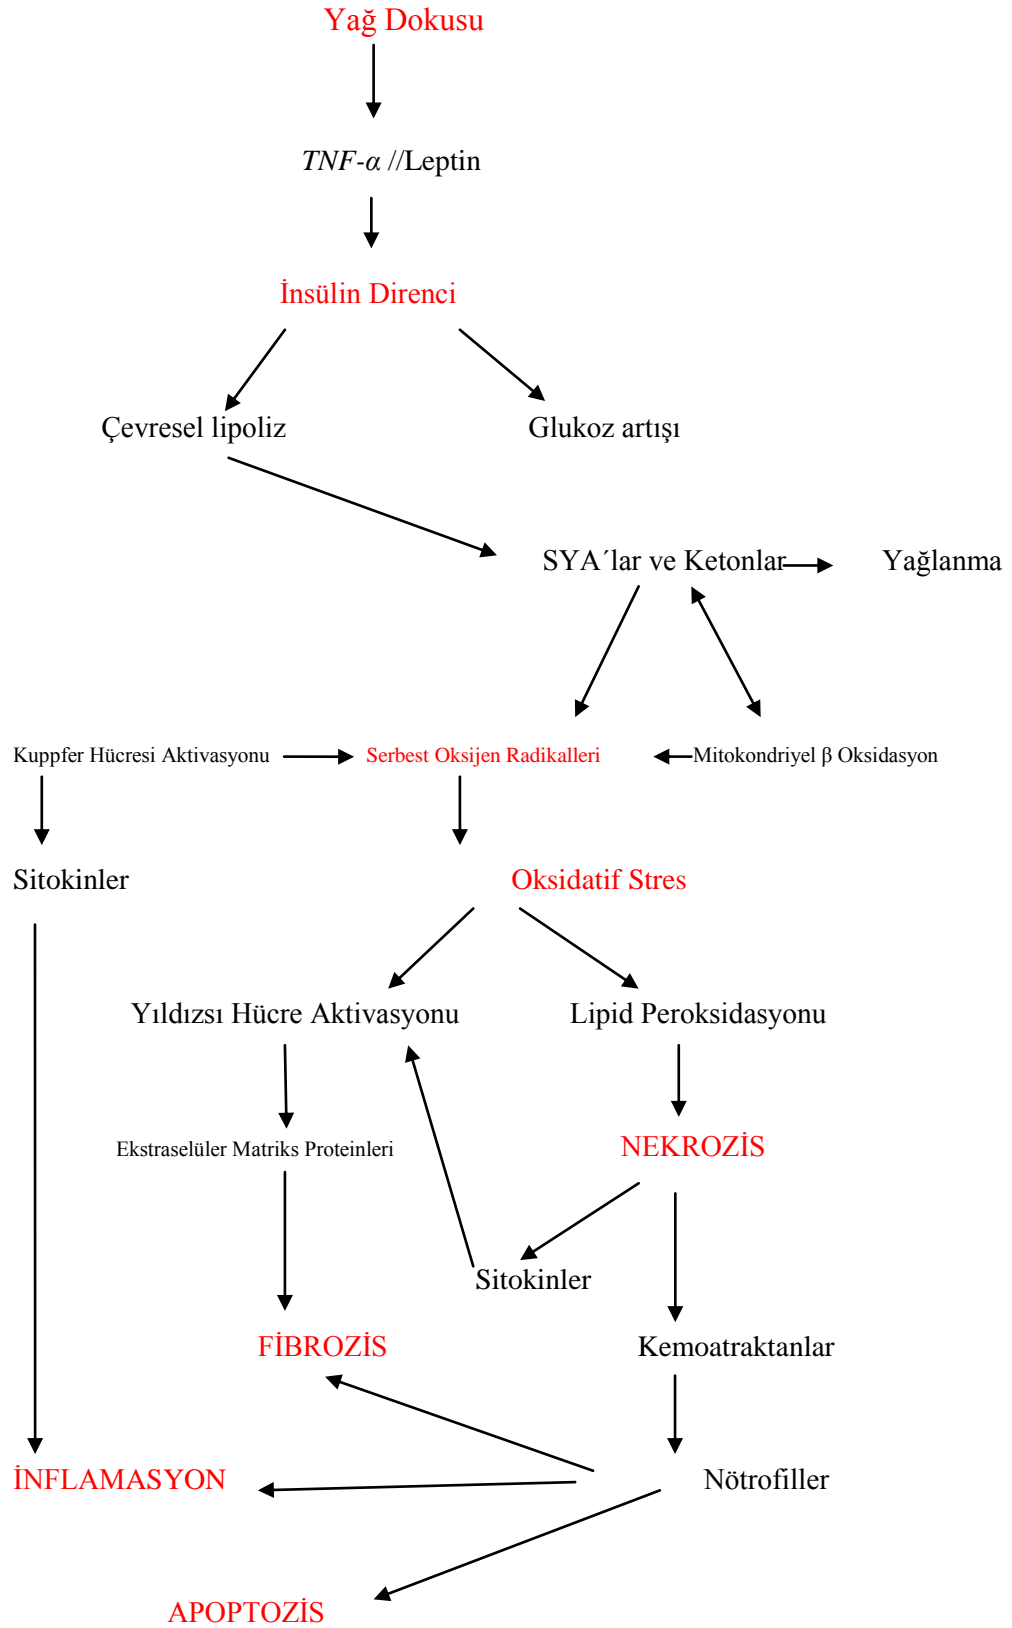 Yağ Dokusu
TNF-α //Leptin
İnsülin Direnci
Çevresel lipoliz
Glukoz artışı
SYA´lar ve Ketonlar
Yağlanma
Kuppfer Hücresi Aktivasyonu
Serbest Oksijen Radikalleri
Mitokondriyel β Oksidasyon
Sitokinler
Oksidatif Stres
Yıldızsı Hücre Aktivasyonu
Lipid Peroksidasyonu
Ekstraselüler Matriks Proteinleri
NEKROZİS
Sitokinler
FİBROZİS
Kemoatraktanlar
İNFLAMASYON
Nötrofiller
APOPTOZİS